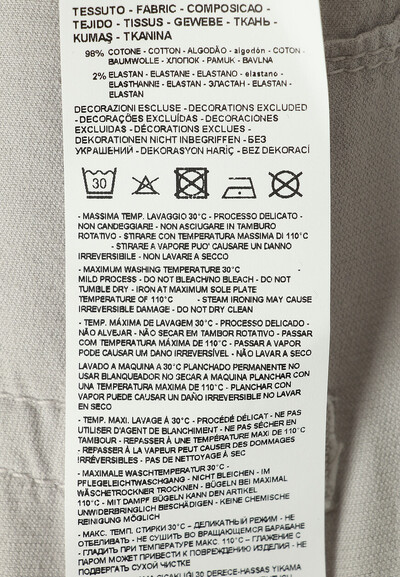 TESSUTO - FABRIC - COMPOSICAO -
TEJIDO - TISSUS - GEWEBE - ТКАНЬ -
KUMAŞ - TKANINA
98% COTONE - COTTON - ALGODÃO - algodón - COTON -
BAUMWOLLE - ХЛОПОК - PAMUK - BAVLNA
2% ELASTAN - ELASTANE - ELASTANO - elastano -
ELASTHANNE - ELASTAN - ЭЛАСТАН - ELASTAN -
ELASTAN
DECORAZIONI ESCLUSE - DECORATIONS EXCLUDED
- DECORAÇÕES EXCLUÍDAS - DECORACIONES
EXCLUIDAS - DÉCORATIONS EXCLUES -
DEKORATIONEN NICHT INBEGRIFFEN - БЕЗ
УКРАШЕНИЙ - DEKORASYON HARİÇ - BEZ DEKORACÍ
30
- MASSIMA TEMP. LAVAGGIO 30°C - PROCESSO DELICATO -
NON CANDEGGIARE - NON ASCIUGARE IN TAMBURO
ROTATIVO - STIRARE CON TEMPERATURA MASSIMA DI 110°C
- STIRARE A VAPORE PUO' CAUSARE UN DANNO
IRREVERSIBILE - NON LAVARE A SECCO
- MAXIMUM WASHING TEMPERATURE 30°C -
MILD PROCESS - DO NOT BLEACH/NO BLEACH - DO NOT
TUMBLE DRY - IRON AT MAXIMUM SOLE PLATE
TEMPERATURE OF 110°C - STEAM IRONING MAY CAUSE
IRREVERSIBLE DAMAGE - DO NOT DRY CLEAN
- TEMP. MÁXIMA DE LAVAGEM 30°C - PROCESSO DELICADO -
NÃO ALVEJAR - NÃO SECAR EM TAMBOR ROTATIVO - PASSAR
COM TEMPERATURA MÁXIMA DE 110°C - PASSAR A VAPOR
PODE CAUSAR UM DANO IRREVERSÍVEL - NÃO LAVAR A SECO
LAVADO A MAQUINA A 30°C PLANCHADO PERMANENTE NO
USAR BLANQUEADOR NO SECAR A MAQUINA PLANCHAR CON
UNA TEMPERATURA MAXIMA DE 110°C - PLANCHAR CON
VAPOR PUEDE CAUSAR UN DAÑO IRREVERSIBLE NO LAVAR
EN SECO
- TEMP. MAXI. LAVAGE À 30°C - PROCÉDÉ DÉLICAT - NE PAS
UTILISER D'AGENT DE BLANCHIMENT - NE PAS SÉCHER EN
TAMBOUR - REPASSER À UNE TEMPÉRATURE MAXI DE 110°C
- REPASSER À LA VAPEUR PEUT CAUSER DES DOMMAGES
IRRÉVERSIBLES - PAS DE NETTOYAGE À SEC
- MAXIMALE WASCHTEMPERATUR 30°C -
PFLEGELEICHTWASCHGANG - NICHT BLEICHEN - IM
WÄSCHETROCKNER TROCKNEN - BÜGELN BEI MAXIMAL
110°C - MIT DAMPF BÜGELN KANN DEN ARTIKEL
UNWIDERBRINGLICH BESCHÄDIGEN - KEINE CHEMISCHE
REINIGUNG MÖGLICH
- МАКС. ТЕМП. СТИРКИ 30°C – ДЕЛИКАТНЫЙ РЕЖИМ - НЕ
ОТБЕЛИВАТЬ - НЕ СУШИТЬ ВО ВРАЩАЮЩЕМСЯ БАРАБАНЕ
- ГЛАДИТЬ ПРИ ТЕМПЕРАТУРЕ МАКС. 110°C – ГЛАЖЕНИЕ С
ПАРОМ МОЖЕТ ПРИВЕСТИ К ПОВРЕЖДЕНИЮ ИЗДЕЛИЯ - НЕ
ПОДВЕРГАТЬ СУХОЙ ЧИСТКЕ
30 DERECE-HASSAS YIKAMA